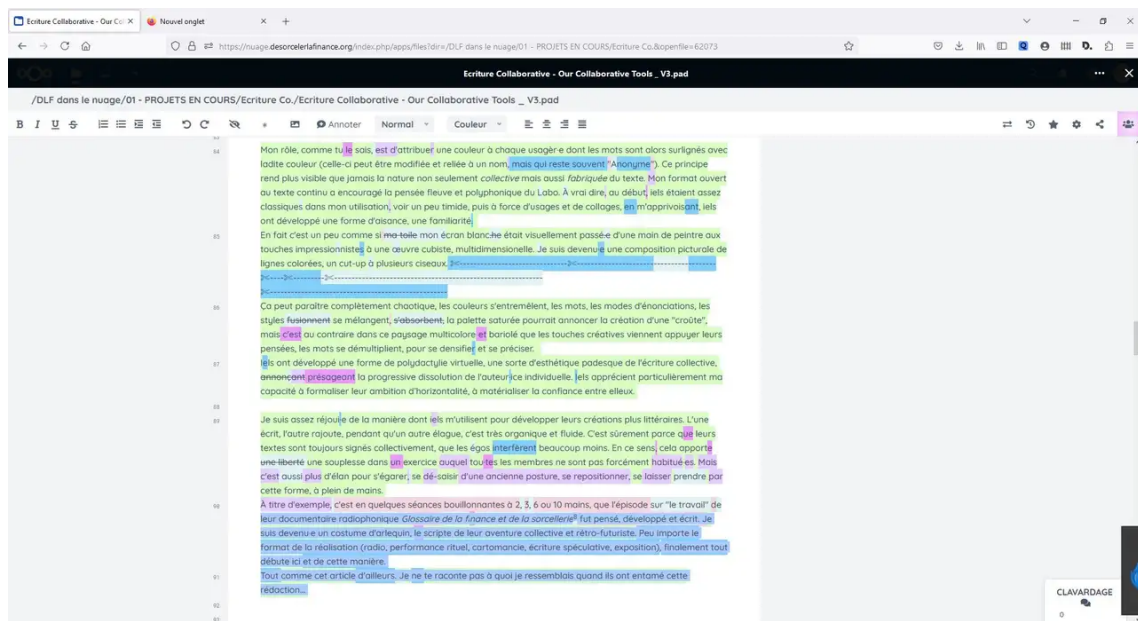 Ecriture Collaborative - Our Col
Nouvel onglet
https://nuage.desorcelerlafinance.org/index.php/apps/files?dir=/DLF dans le nuage/01 - PROJETS EN COURS/Ecriture Co.&openfile=62073
Ecriture Collaborative - Our Collaborative Tools _ V3.pad
/DLF dans le nuage/01 - PROJETS EN COURS/Ecriture Co./Ecriture Collaborative - Our Collaborative Tools _ V3.pad
B I U S Annoter Normal Couleur
84 Mon rôle, comme tu le sais, est d'attribuer une couleur à chaque usager·e dont les mots sont alors surlignés avec
ladite couleur (celle-ci peut être modifiée et reliée à un nom, mais qui reste souvent "Anonyme"). Ce principe
rend plus visible que jamais la nature non seulement collective mais aussi fabriquée du texte. Mon format ouvert
au texte continu a encouragé la pensée fleuve et polyphonique du Labo. À vrai dire, au début, iels étaient assez
classiques dans mon utilisation, voir un peu timide, puis à force d'usages et de collages, en m'apprivoisant, iels
ont développé une forme d'aisance, une familiarité.
85 En fait c'est un peu comme si ma toile mon écran blanc.he était visuellement passé.e d'une main de peintre aux
touches impressionnistes à une œuvre cubiste, multidimensionelle. Je suis devenu·e une composition picturale de
lignes colorées, un cut-up à plusieurs ciseaux.
86 Ça peut paraître complètement chaotique, les couleurs s'entremêlent, les mots, les modes d'énonciations, les
styles fusionnent se mélangent, s'absorbent, la palette saturée pourrait annoncer la création d'une "coûte",
mais c'est au contraire dans ce paysage multicolore et bariolé que les touches créatives viennent appuyer leurs
pensées, les mots se démultiplient, pour se densifier et se préciser.
87 Iels ont développé une forme de polydactylie virtuelle, une sorte d'esthétique padesque de l'écriture collective,
annonçant présageant la progressive dissolution de l'auteur·ice individuelle. Iels apprécient particulièrement ma
capacité à formaliser leur ambition d'horizontalité, à matérialiser la confiance entre elleux.
88
89 Je suis assez réjoui·e de la manière dont iels m'utilisent pour développer leurs créations plus littéraires. L'une
écrit, l'autre rajoute, pendant qu'un autre élague, c'est très organique et fluide. C'est sûrement parce que leurs
textes sont toujours signés collectivement, que les égos interfèrent beaucoup moins. En ce sens, cela apporte
une liberté une souplesse dans un exercice auquel tou·tes les membres ne sont pas forcément habitué·es. Mais
c'est aussi plus d'élan pour s'égarer, se dé-saisir d'une ancienne posture, se repositionner, se laisser prendre par
cette forme, à plein de mains.
90 À titre d'exemple, c'est en quelques séances bouillonnantes à 2, 3, 6 ou 10 mains, que l'épisode sur "le travail" de
leur documentaire radiophonique Glossaire de la finance et de la sorcellerie fut pensé, développé et écrit. Je
suis devenu·e un costume d'arlequin, le scripte de leur aventure collective et rétro-futuriste. Peu importe le
format de la réalisation (radio, performance rituel, cartomancie, écriture spéculative, exposition), finalement tout
débute ici et de cette manière.
91 Tout comme cet article d'ailleurs. Je ne te raconte pas à quoi je ressemblais quand ils ont entamé cette
rédaction...
92
CLAVARDAGE
0